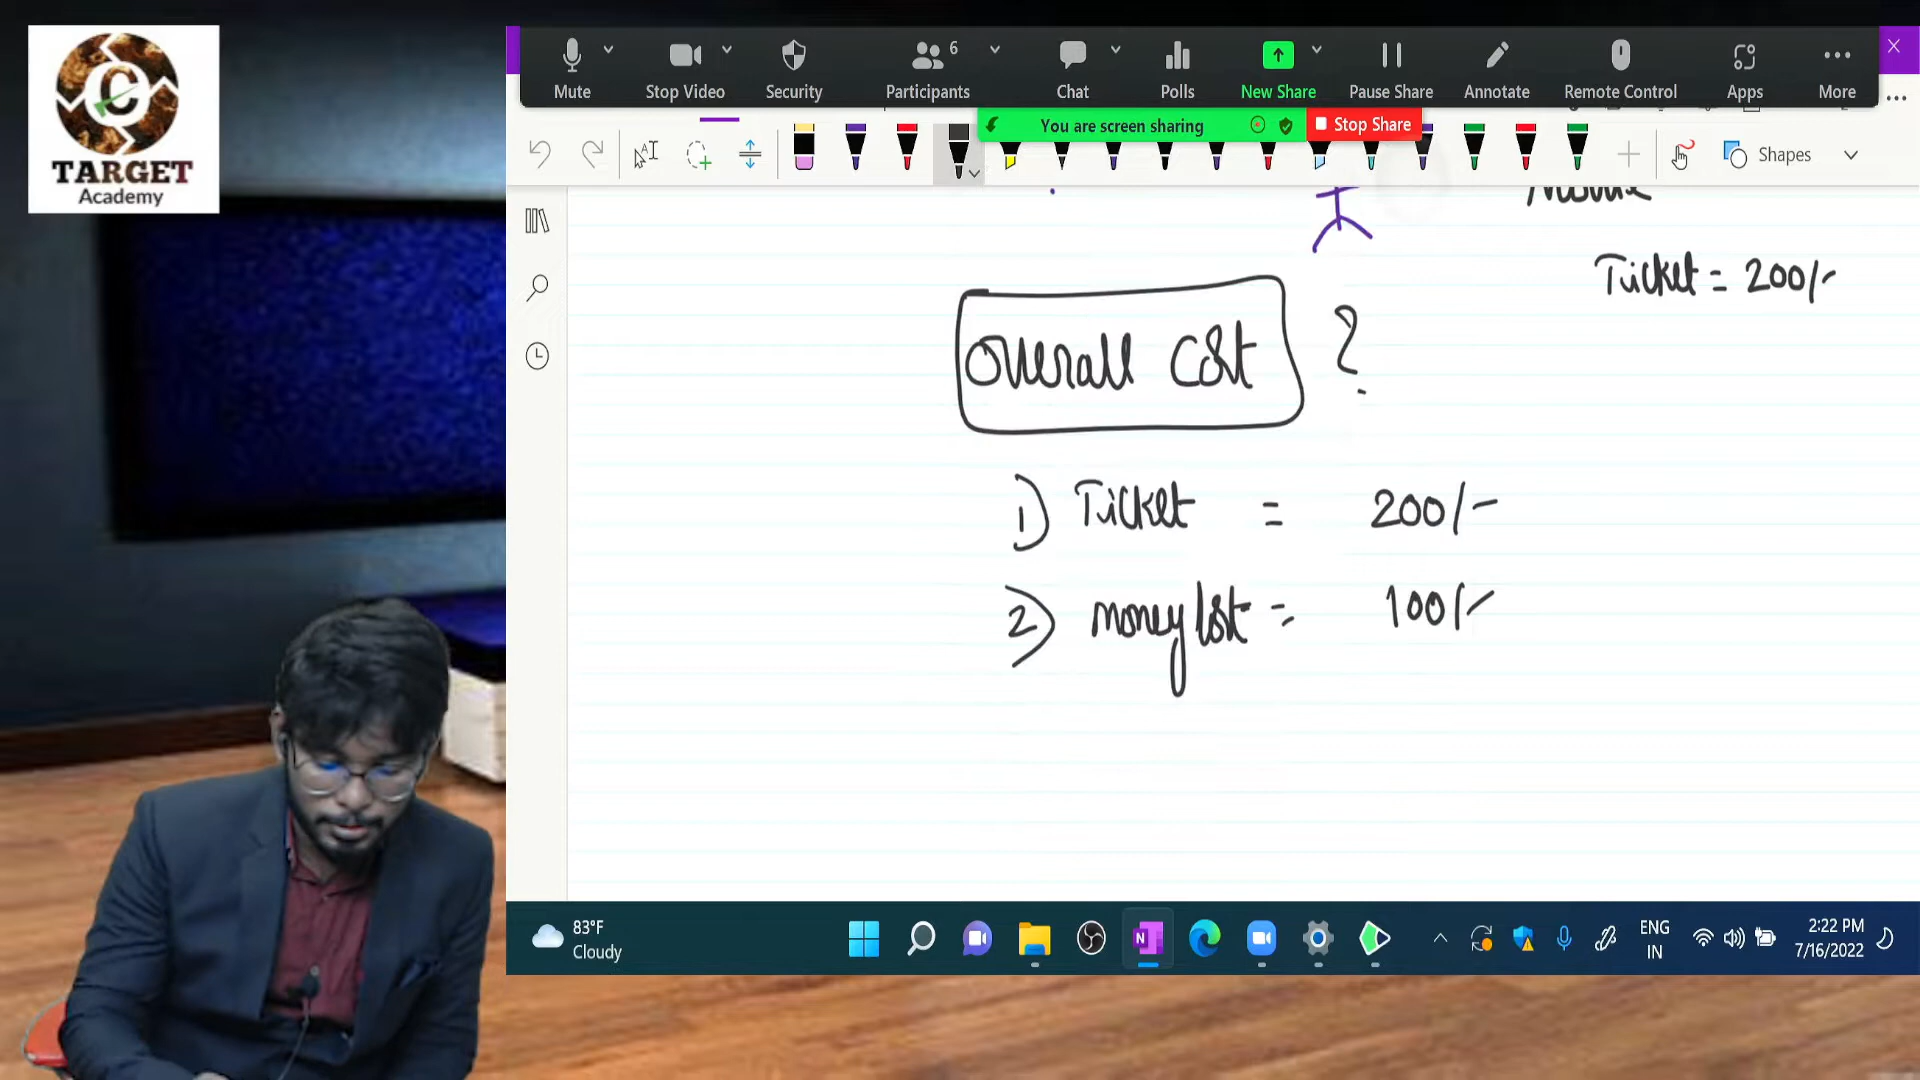 TARGET
Academy
Mute
Stop Video
Security
Participants
6
Chat
Polls
New Share
Pause Share
Annotate
Remote Control
Apps
More
You are screen sharing
Stop Share
Shapes
Ticket = 200/-
Overall Cost ?
1) Ticket = 200/-
2) money lost = 100/-
83°F
Cloudy
ENG
IN
2:22 PM
7/16/2022